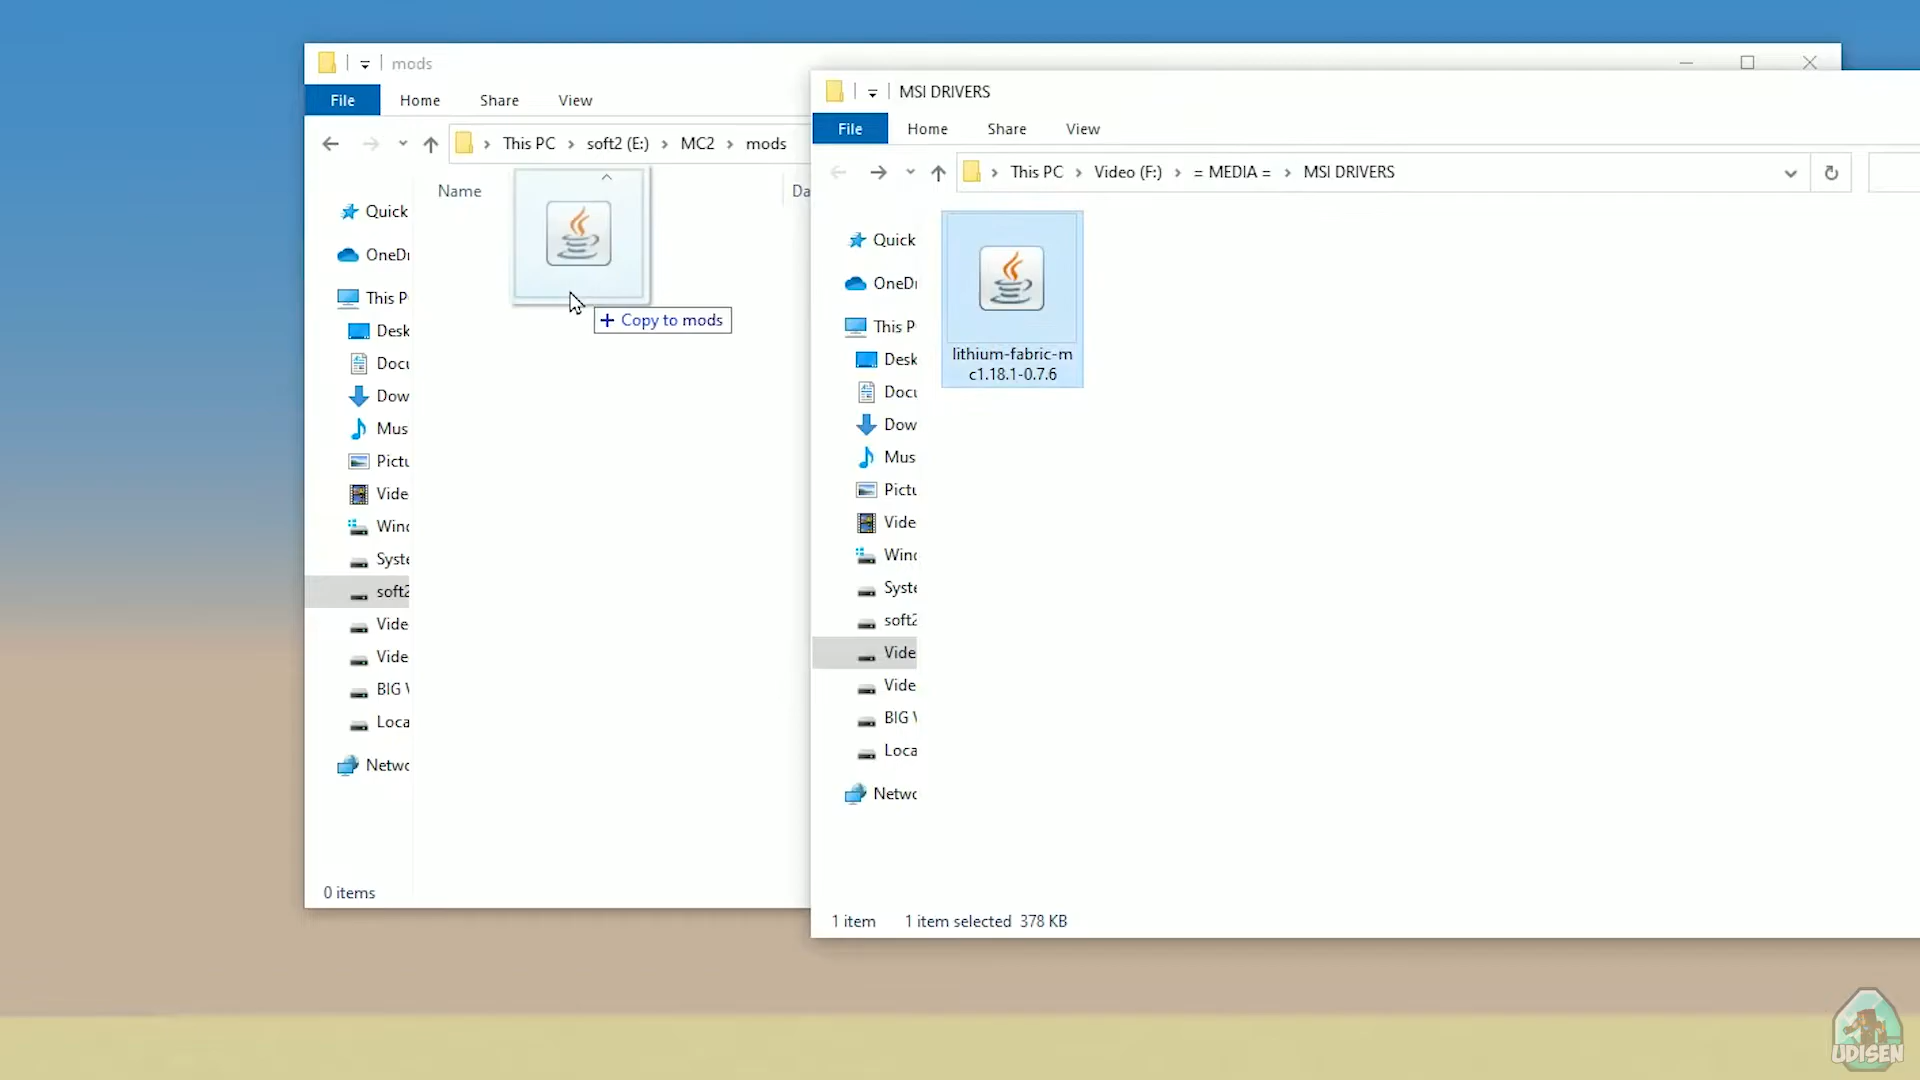 mods
File Home Share View
This PC > soft2 (E:) > MC2 > mods
Name
Da
Quick
OneDr
This P
Desk
Docu
Dow
Mus
Pictu
Vide
Wind
Syste
soft2
Vide
Vide
BIG V
Loca
Netwo
0 items
Copy to mods
MSI DRIVERS
File Home Share View
This PC > Video (F:) > = MEDIA = > MSI DRIVERS
Quick
OneDr
This P
Desk
Docu
Dow
Mus
Pictu
Vide
Wind
Syste
soft2
Vide
Vide
BIG V
Loca
Netwo
lithium-fabric-m
c1.18.1-0.7.6
1 item 1 item selected 378 KB
UDISEN